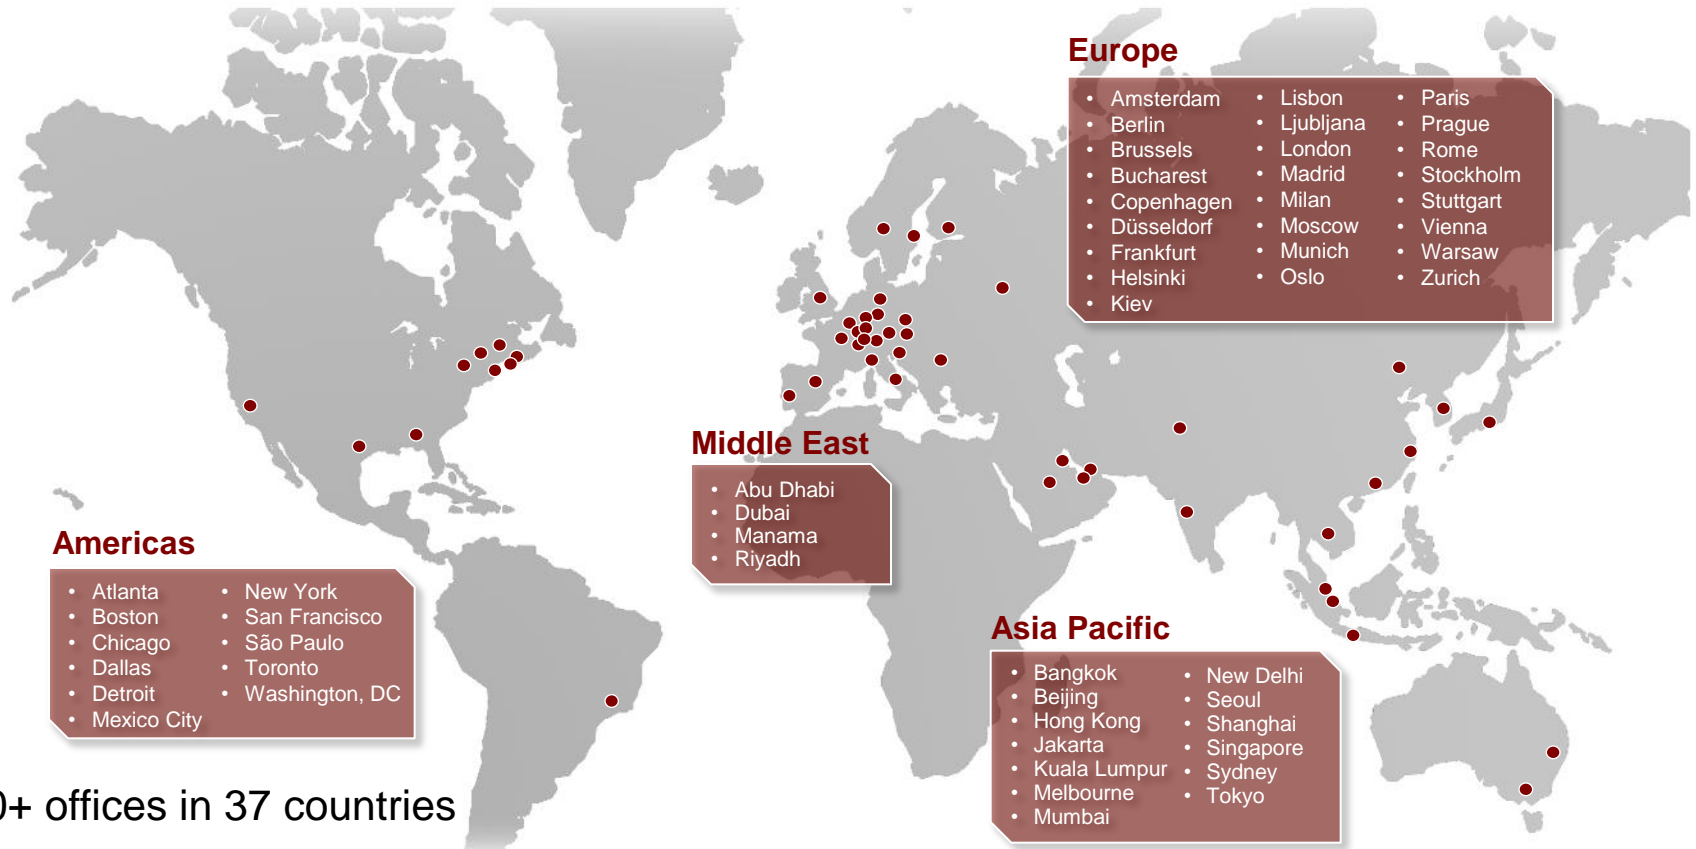 Europe
• Amsterdam
• Berlin
• Brussels
• Bucharest
• Copenhagen
• Düsseldorf
• Frankfurt
• Helsinki
• Kiev
• Lisbon
• Ljubljana
• London
• Madrid
• Milan
• Moscow
• Munich
• Oslo
• Paris
• Prague
• Rome
• Stockholm
• Stuttgart
• Vienna
• Warsaw
• Zurich
Middle East
• Abu Dhabi
• Dubai
• Manama
• Riyadh
Americas
• Atlanta
• Boston
• Chicago
• Dallas
• Detroit
• Mexico City
• New York
• San Francisco
• São Paulo
• Toronto
• Washington, DC
Asia Pacific
• Bangkok
• Beijing
• Hong Kong
• Jakarta
• Kuala Lumpur
• Melbourne
• Mumbai
• New Delhi
• Seoul
• Shanghai
• Singapore
• Sydney
• Tokyo
0+ offices in 37 countries